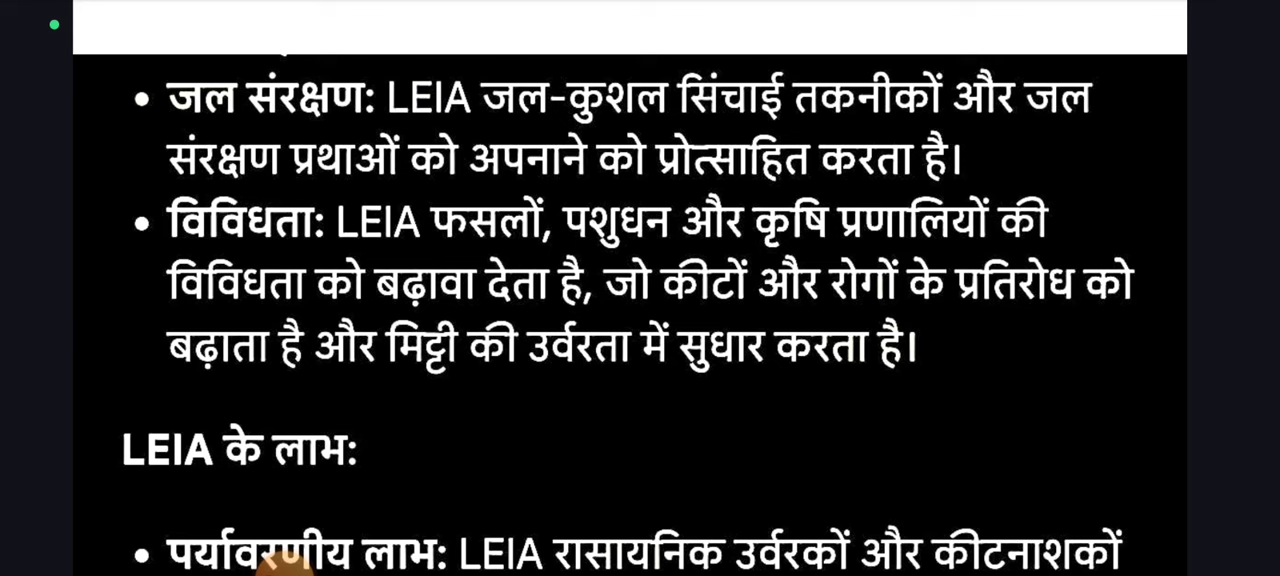 • जल संरक्षण: LEIA जल-कुशल सिंचाई तकनीकों और जल
संरक्षण प्रथाओं को अपनाने को प्रोत्साहित करता है।
• विविधता: LEIA फसलों, पशुधन और कृषि प्रणालियों की
विविधता को बढ़ावा देता है, जो कीटों और रोगों के प्रतिरोध को
बढ़ाता है और मिट्टी की उर्वरता में सुधार करता है।
LEIA के लाभ:
• पर्यावरणीय लाभ: LEIA रासायनिक उर्वरकों और कीटनाशकों